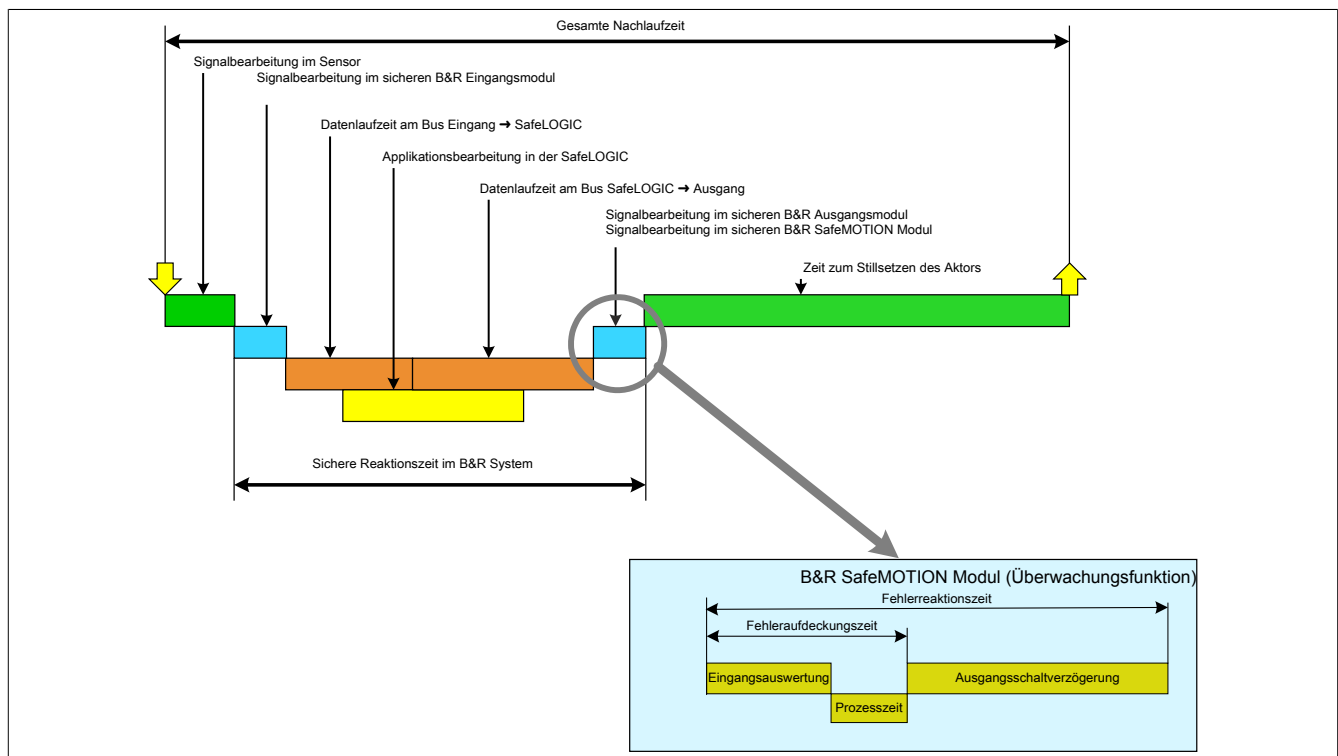 Gesamte Nachlaufzeit
Signalbearbeitung im Sensor
Signalbearbeitung im sicheren B&R Eingangsmodul
Datenlaufzeit am Bus Eingang ➜ SafeLOGIC
Applikationsbearbeitung in der SafeLOGIC
Datenlaufzeit am Bus SafeLOGIC ➜ Ausgang
Signalbearbeitung im sicheren B&R Ausgangsmodul
Signalbearbeitung im sicheren B&R SafeMOTION Modul
Zeit zum Stillsetzen des Aktors
Sichere Reaktionszeit im B&R System
B&R SafeMOTION Modul (Überwachungsfunktion)
Fehlerreaktionszeit
Fehleraufdeckungszeit
Eingangsauswertung
Ausgangsschaltverzögerung
Prozesszeit